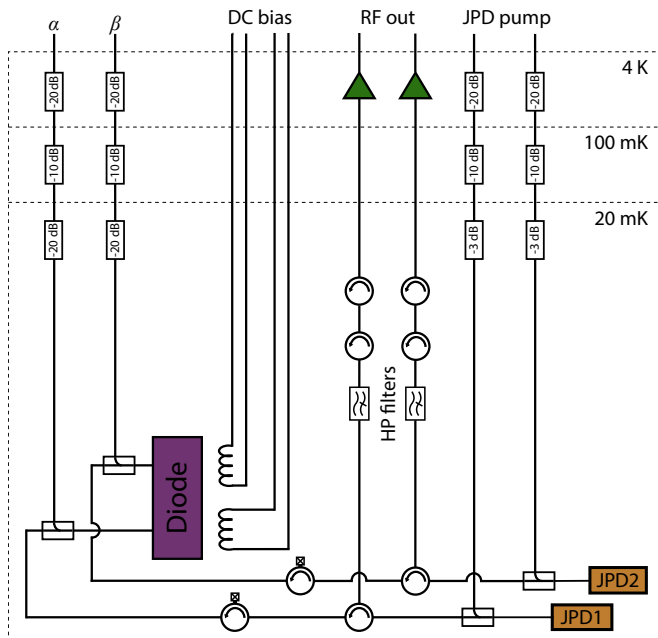 α β DC bias RF out JPD pump
4 K
-20 dB -20 dB -20 dB -20 dB
100 mK
-10 dB -10 dB -10 dB -10 dB
20 mK
-20 dB -20 dB -3 dB -3 dB
HP filters
Diode
JPD2
JPD1